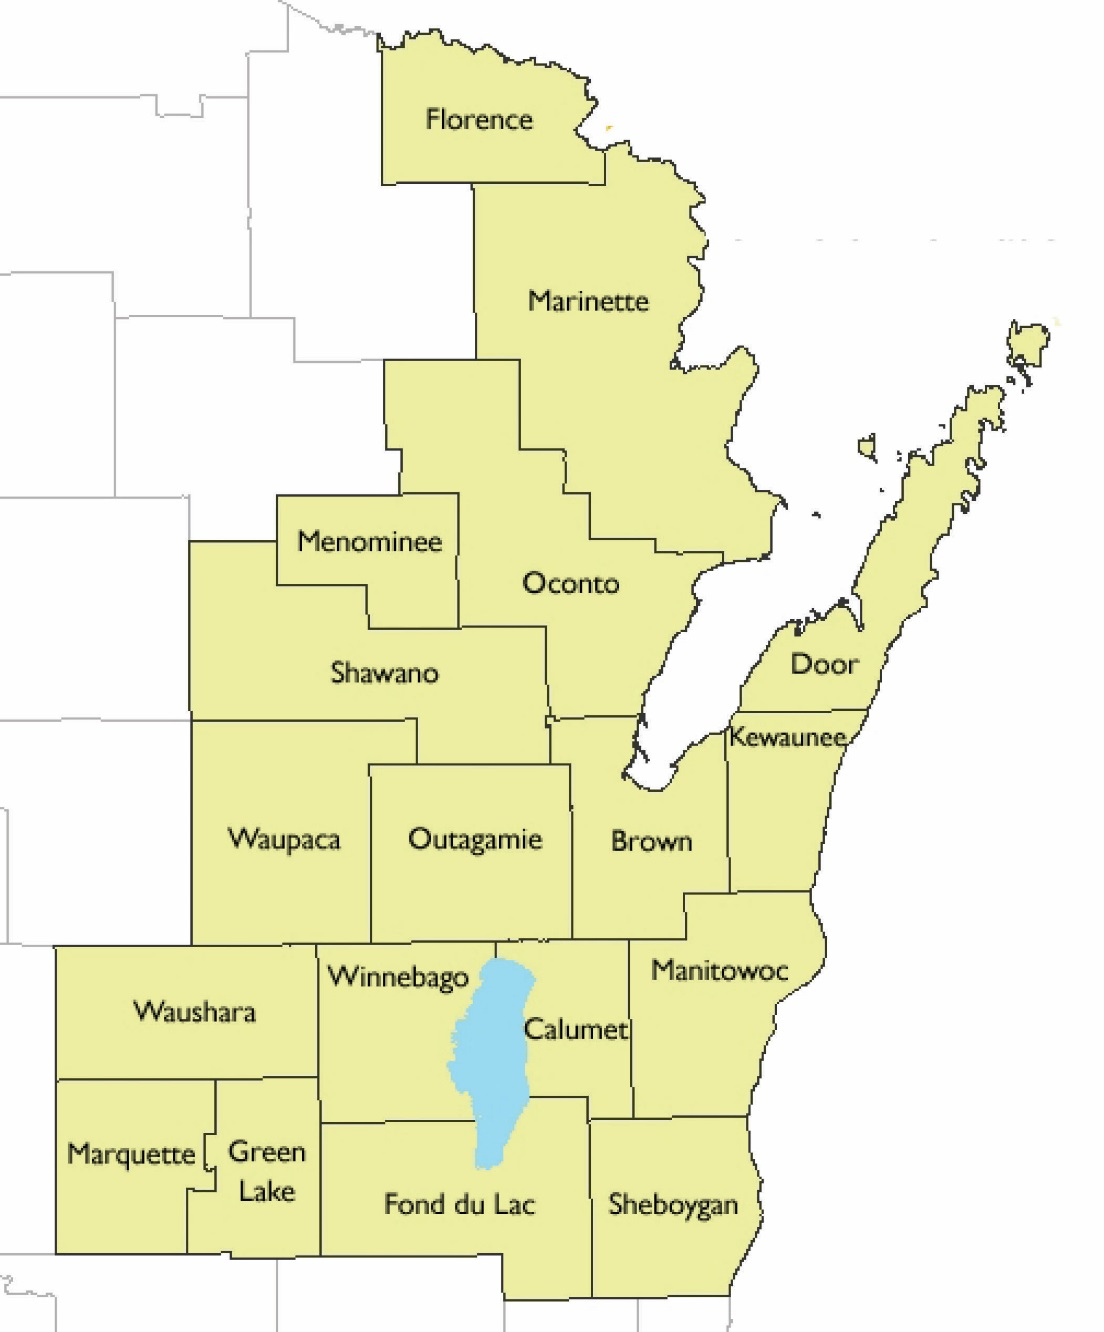 Florence
Marinette
Menominee
Oconto
Shawano
Door
Kewaunee
Waupaca
Outagamie
Brown
Winnebago
Manitowoc
Waushara
Calumet
Marquette
Green
Lake
Fond du Lac
Sheboygan